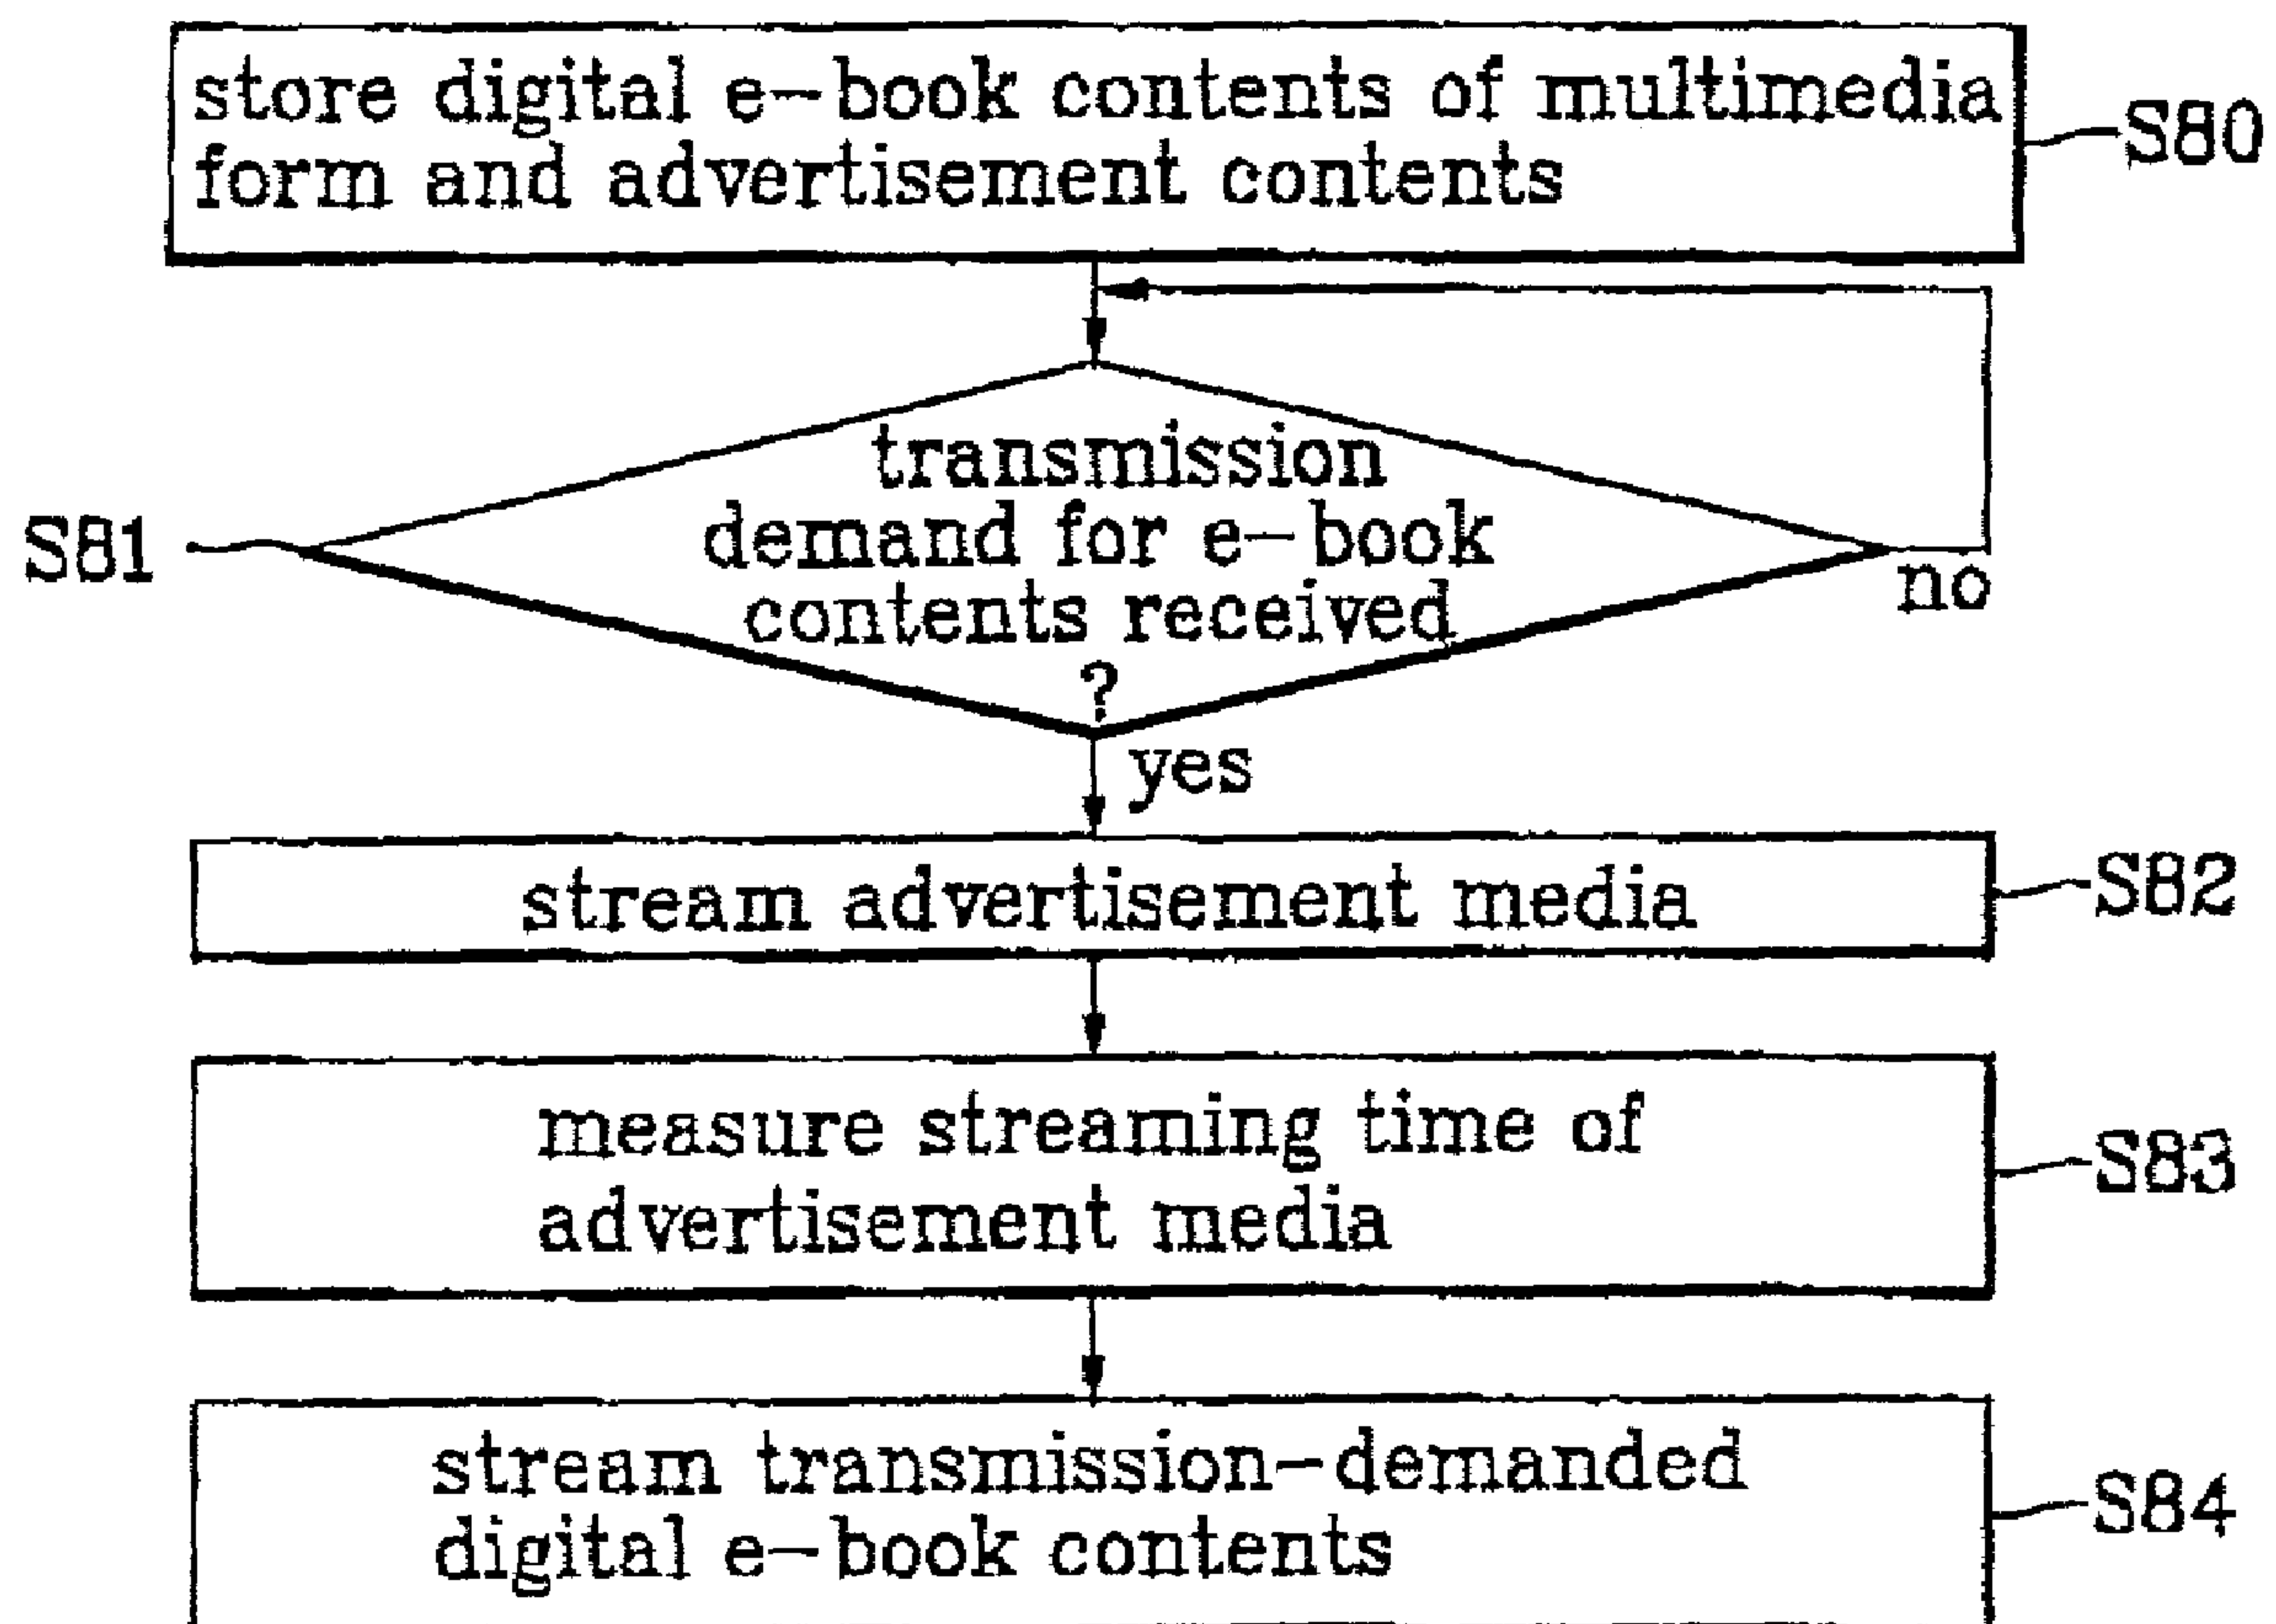 store digital e-book contents of multimedia
form and advertisement contents
S80
transmission
demand for e-book
contents received
?
S81
no
yes
stream advertisement media
S82
measure streaming time of
advertisement media
S83
stream transmission-demanded
digital e-book contents
S84